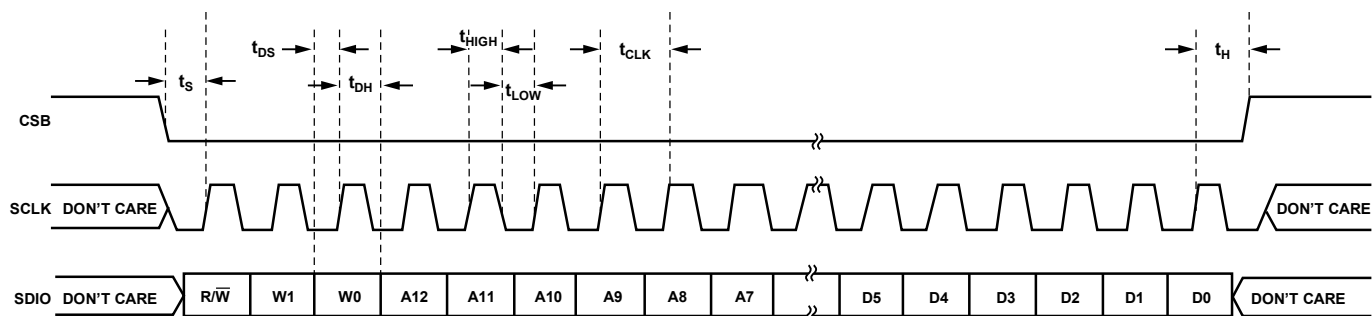 tDS
tHIGH
tCLK
tH
tS
tDH
tLOW
CSB
SCLK DON'T CARE
DON'T CARE
SDIO DON'T CARE R/W̅ W1 W0 A12 A11 A10 A9 A8 A7 D5 D4 D3 D2 D1 D0 DON'T CARE